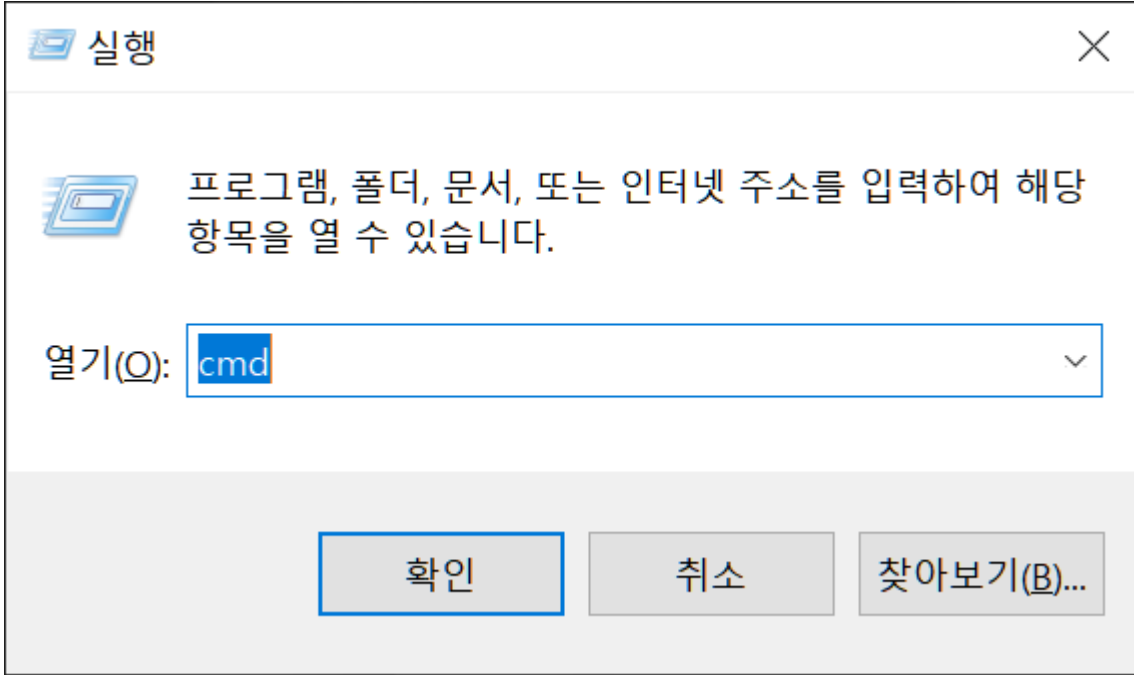 실행
프로그램, 폴더, 문서, 또는 인터넷 주소를 입력하여 해당
항목을 열 수 있습니다.
열기(O): cmd
확인 취소 찾아보기(B)...